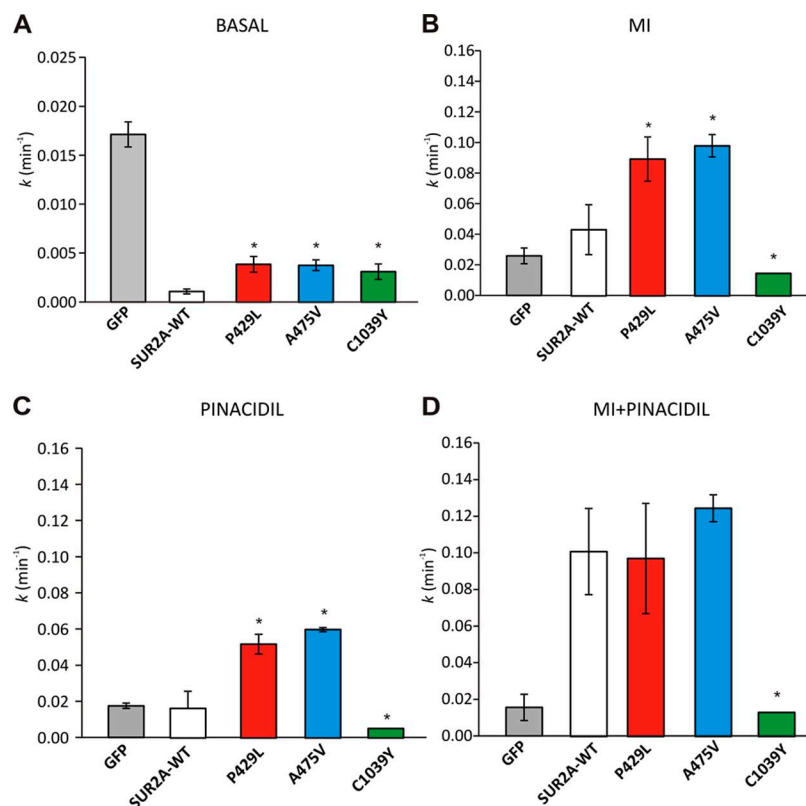 A
BASAL
k (min⁻¹)
0.025
0.020
0.015
0.010
0.005
0.000
*
*
*
GFP
SUR2A-WT
P429L
A475V
C1039Y
B
MI
k (min⁻¹)
0.16
0.14
0.12
0.10
0.08
0.06
0.04
0.02
0.00
*
*
*
GFP
SUR2A-WT
P429L
A475V
C1039Y
C
PINACIDIL
k (min⁻¹)
0.16
0.14
0.12
0.10
0.08
0.06
0.04
0.02
0.00
*
*
*
GFP
SUR2A-WT
P429L
A475V
C1039Y
D
MI+PINACIDIL
k (min⁻¹)
0.16
0.14
0.12
0.10
0.08
0.06
0.04
0.02
0.00
*
GFP
SUR2A-WT
P429L
A475V
C1039Y